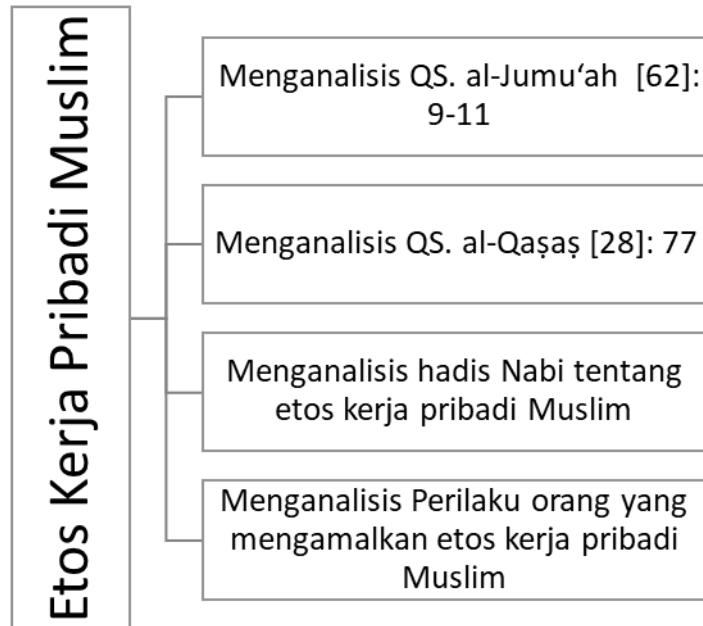 Etos Kerja Pribadi Muslim
Menganalisis QS. al-Jumu‘ah [62]:
9-11
Menganalisis QS. al-Qaṣaṣ [28]: 77
Menganalisis hadis Nabi tentang
etos kerja pribadi Muslim
Menganalisis Perilaku orang yang
mengamalkan etos kerja pribadi
Muslim